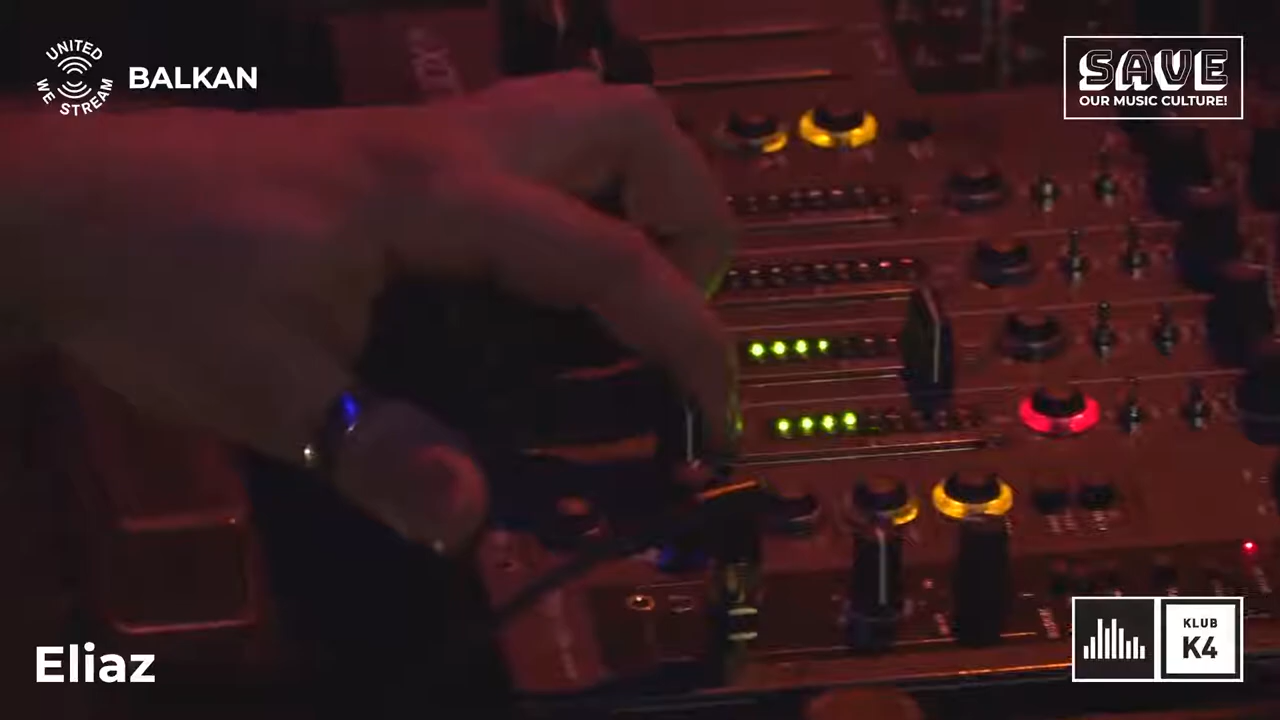 UNITED
WE STREAM
BALKAN
SAVE
OUR MUSIC CULTURE!
Eliaz
KLUB
K4